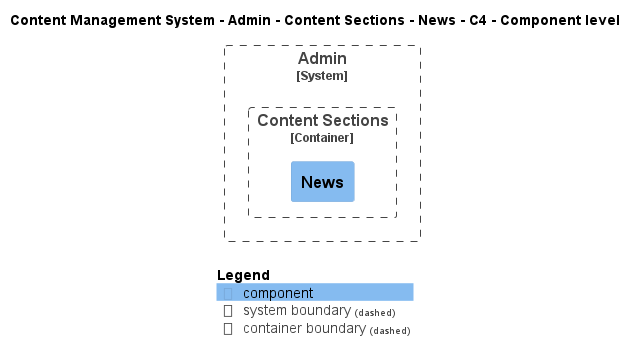 Content Management System - Admin - Content Sections - News - C4 - Component level
Admin
[System]
Content Sections
[Container]
News
Legend
component
system boundary (dashed)
container boundary (dashed)